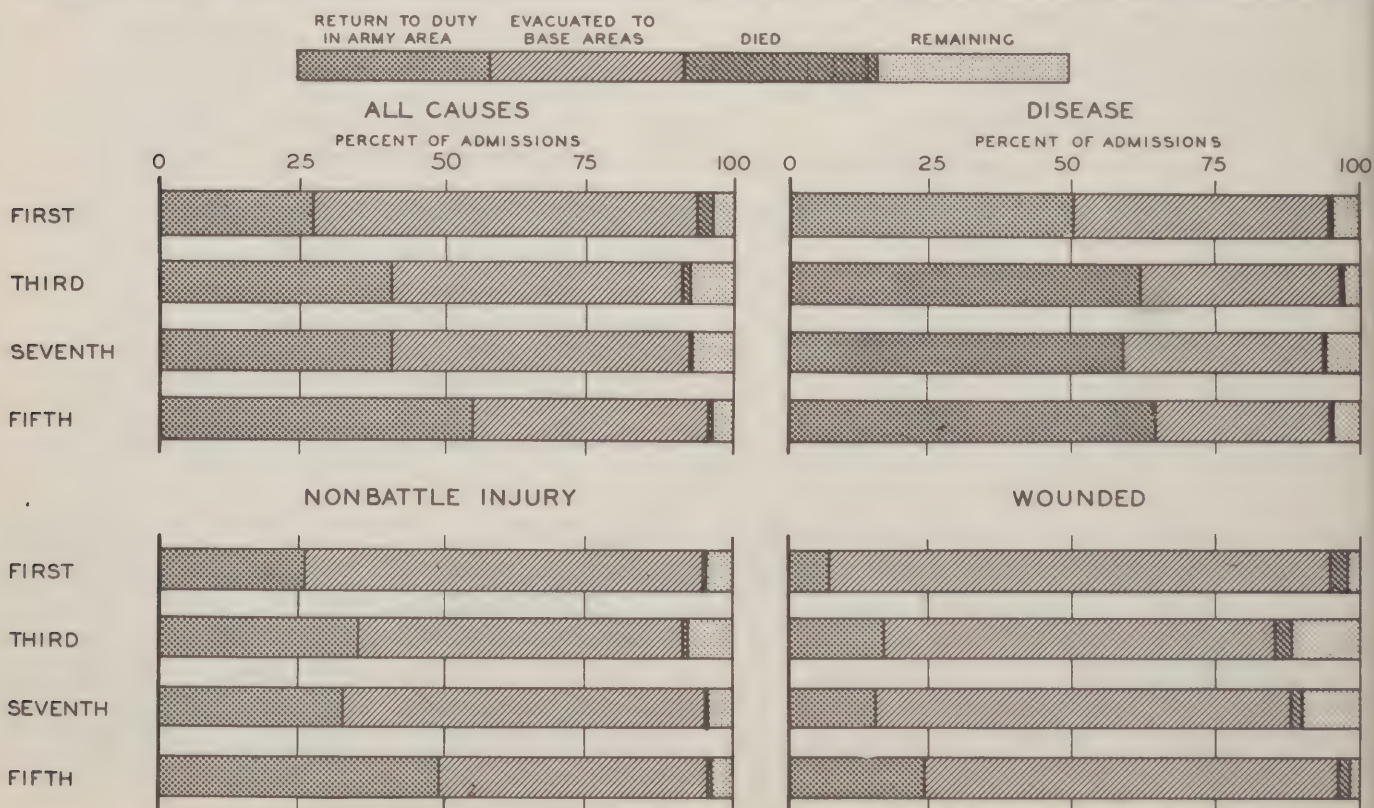 RETURN TO DUTY IN ARMY AREA
EVACUATED TO BASE AREAS
DIED
REMAINING
ALL CAUSES
PERCENT OF ADMISSIONS
0 25 50 75 100
DISEASE
PERCENT OF ADMISSIONS
0 25 50 75 100
FIRST
THIRD
SEVENTH
FIFTH
NONBATTLE INJURY
WOUNDED
FIRST
THIRD
SEVENTH
FIFTH